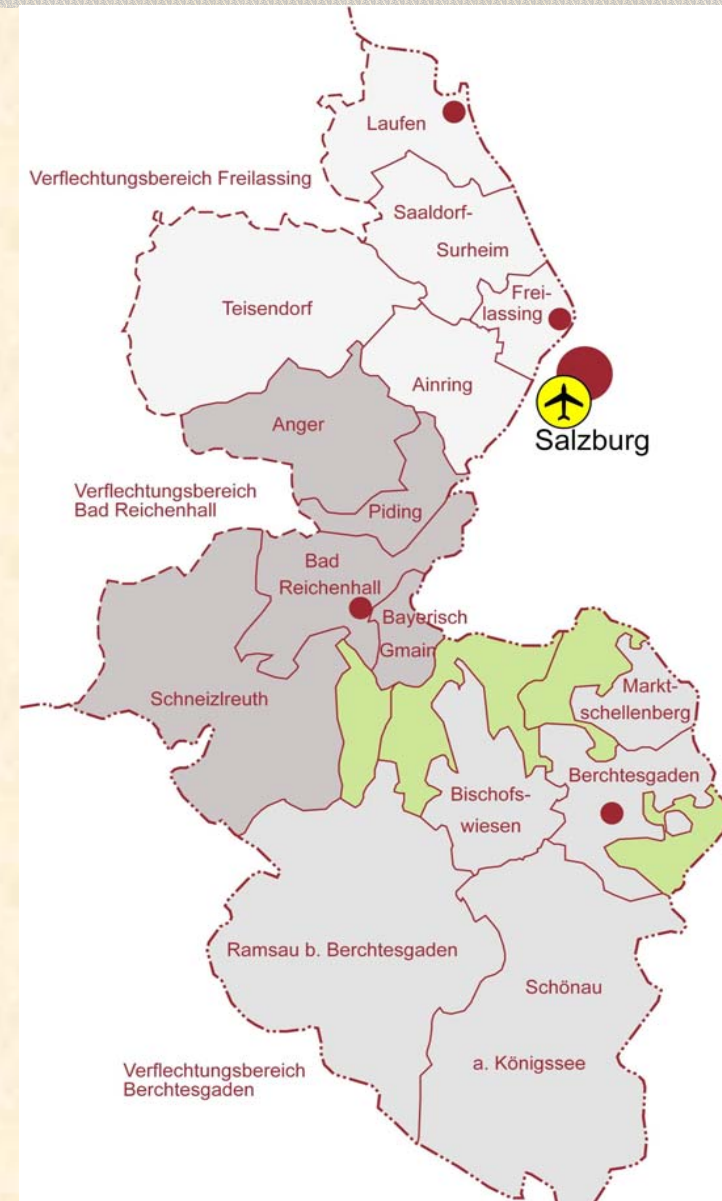 Laufen
Verflechtungsbereich Freilassing
Saaldorf-
Surheim
Frei-
lassing
Teisendorf
Ainring
Anger
Salzburg
Verflechtungsbereich
Bad Reichenhall
Piding
Bad
Reichenhall
Bayerisch
Gmain
Schneizlreuth
Markt-
schellenberg
Berchtesgaden
Bischofs-
wiesen
Ramsau b. Berchtesgaden
Schönau
a. Königssee
Verflechtungsbereich
Berchtesgaden